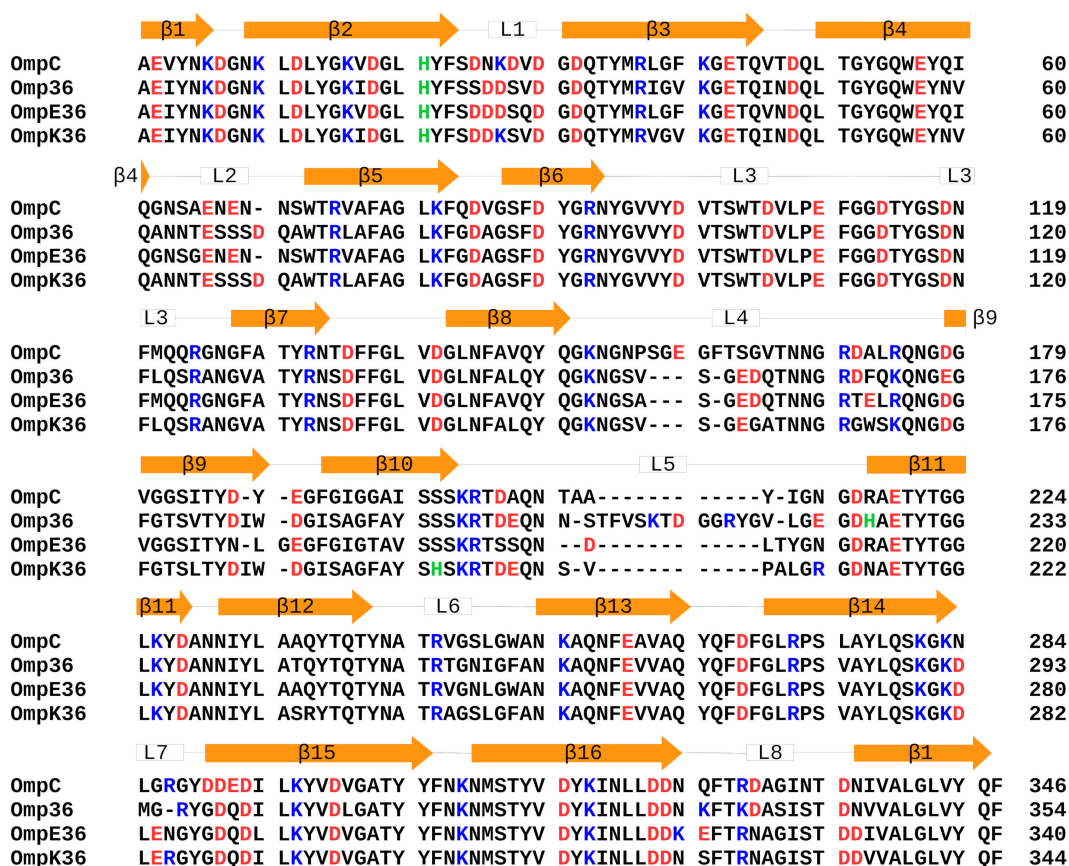 β1 β2 L1 β3 β4
OmpC AEVYNKDGNK LDLYGKVDGL HYFSDNKDVD GDQTYMRLGF KGETQVTDQL TGYGQWEYQI 60
Omp36 AEIYNKDGNK LDLYGKIDGL HYFSSDDSVD GDQTYMRIGV KGETQINDQL TGYGQWEYNV 60
OmpE36 AEIYNKDGNK LDLYGKVDGL HYFSDDDSQD GDQTYMRLGF KGETQVTDQL TGYGQWEYQI 60
OmpK36 AEIYNKDGNK LDLYGKIDGL HYFSDDKSVD GDQTYMRVGV KGETQINDQL TGYGQWEYNV 60
β4 L2 β5 β6 L3 L3
OmpC QGNSAENEN- NSWTRVAFAG LKFQDVGSFD YGRNYGVVYD VTSWTDVLPE FGGDTYGSDN 119
Omp36 QANNTESSSD QAWTRLAFAG LKFGDAGSFD YGRNYGVVYD VTSWTDVLPE FGGDTYGSDN 120
OmpE36 QGNSGENEN- NSWTRVAFAG LKFGDAGSFD YGRNYGVVYD VTSWTDVLPE FGGDTYGSDN 119
OmpK36 QANNTESSSD QAWTRLAFAG LKFGDAGSFD YGRNYGVVYD VTSWTDVLPE FGGDTYGSDN 120
L3 β7 β8 L4 β9
OmpC FMQQRGNGFA TYRNTDFFGL VDGLNFAVQY QGKNGNPSGE GFTSGVTNNG RDALRQNGDG 179
Omp36 FLQSRANGVA TYRNSDFFGL VDGLNFALQY QGKNGSV--- S-GEDQTNNG RDFQKQNGEG 176
OmpE36 FMQQRGNGFA TYRNSDFFGL VDGLNFAVQY QGKNGSA--- S-GEDQTNNG RTELRQNGDG 175
OmpK36 FLQSRANGVA TYRNSDFFGL VDGLNFALQY QGKNGSV--- S-GEGATNNG RGWSKQNGDG 176
β9 β10 L5 β11
OmpC VGGSITYD-Y -EGFGIGGAI SSSKRTDAQN TAA------- -----Y-IGN GDRAETYTGG 224
Omp36 FGTSVTYDIW -DGISAGFAY SSSKRTDEQN N-STFVSKTD GGRYGV-LGE GDHAETYTGG 233
OmpE36 VGGSITYN-L GEGFGIGTAV SSSKRTSSQN --D------- -----LTYGN GDRAETYTGG 220
OmpK36 FGTSLTYDIW -DGISAGFAY SHSKRTDEQN S-V------- -----PALGR GDNAETYTGG 222
β11 β12 L6 β13 β14
OmpC LKYDANNIYL AAQYTQTYNA TRVGSLGWAN KAQNFEAVAQ YQFDFGLRPS LAYLQSKGKN 284
Omp36 LKYDANNIYL ATQYTQTYNA TRTGNIGFAN KAQNFEVVAQ YQFDFGLRPS VAYLQSKGKD 293
OmpE36 LKYDANNIYL AAQYTQTYNA TRVGNLGWAN KAQNFEVVAQ YQFDFGLRPS VAYLQSKGKD 280
OmpK36 LKYDANNIYL ASRYTQTYNA TRAGSLGFAN KAQNFEVVAQ YQFDFGLRPS VAYLQSKGKD 282
L7 β15 β16 L8 β1
OmpC LGRGYDDEDI LKYVDVGATY YFNKNMSTYV DYKINLLDDN QFTRDAGINT DNIVALGLVY QF 346
Omp36 MG-RYGDQDI LKYVDLGATY YFNKNMSTYV DYKINLLDDN KFTKDASIST DNVVALGLVY QF 354
OmpE36 LENGYGDQDL LKYVDVGATY YFNKNMSTYV DYKINLLDDK EFTRNAGIST DDIVALGLVY QF 340
OmpK36 LERGYGDQDI LKYVDVGATY YFNKNMSTYV DYKINLLDDN SFTRNAGIST DDVVALGLVY QF 344